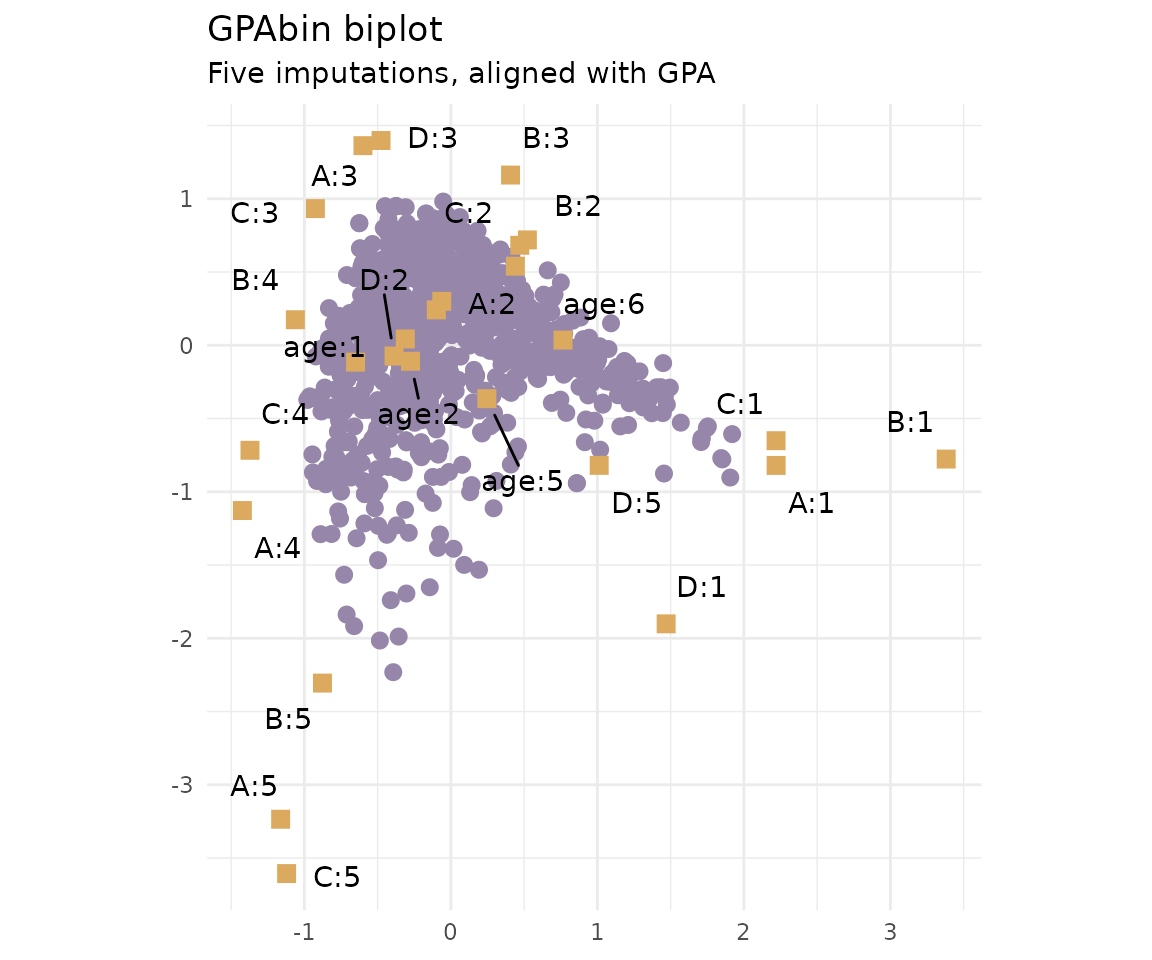 GPAbin biplot
Five imputations, aligned with GPA
D:3
B:3
A:3
C:3
C:2
B:2
B:4
D:2
A:2
age:6
age:1
C:4
age:2
C:1
B:1
age:5
D:5
A:1
A:4
D:1
B:5
A:5
C:5
1
0
-1
-2
-3
-1
0
1
2
3